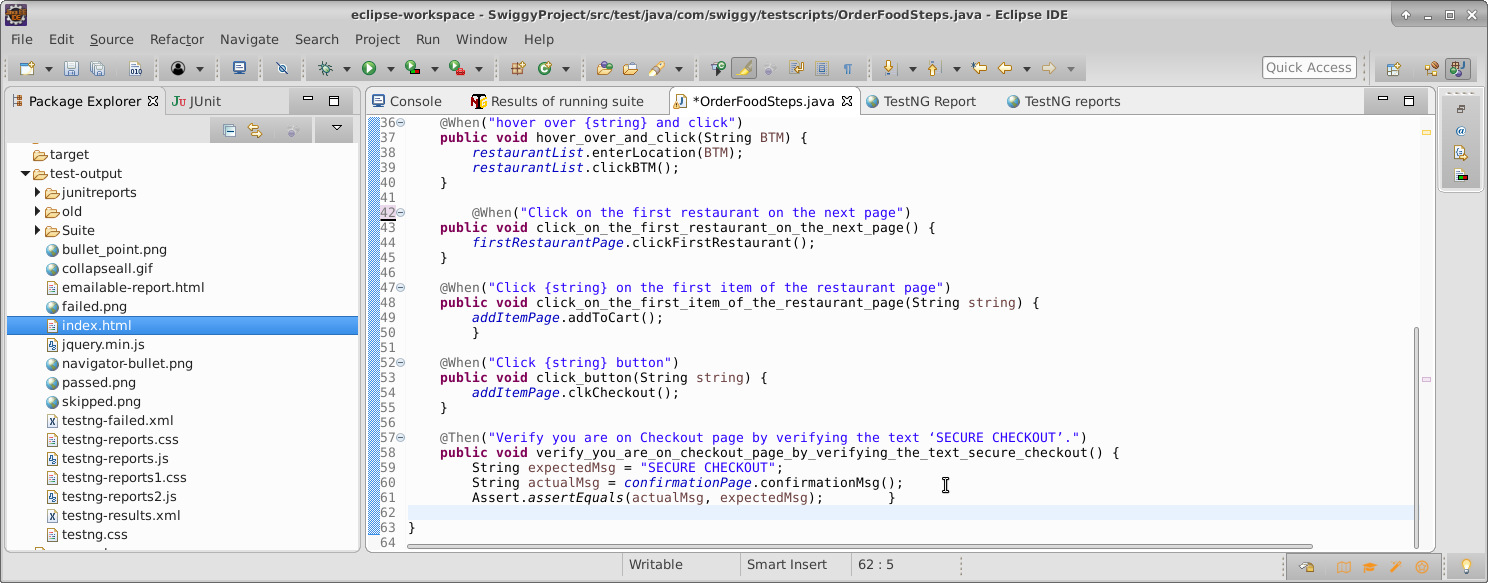 eclipse-workspace - SwiggyProject/src/test/java/com/swiggy/testscripts/OrderFoodSteps.java - Eclipse IDE
File Edit Source Refactor Navigate Search Project Run Window Help
Quick Access
Package Explorer JUnit
Console Results of running suite *OrderFoodSteps.java TestNG Report TestNG reports
target
test-output
junitreports
old
Suite
bullet_point.png
collapseall.gif
emailable-report.html
failed.png
index.html
jquery.min.js
navigator-bullet.png
passed.png
skipped.png
testng-failed.xml
testng-reports.css
testng-reports.js
testng-reports1.css
testng-reports2.js
testng-results.xml
testng.css
36 @When("hover over {string} and click")
37 public void hover_over_and_click(String BTM) {
38 restaurantList.enterLocation(BTM);
39 restaurantList.clickBTM();
40 }
41
42 @When("Click on the first restaurant on the next page")
43 public void click_on_the_first_restaurant_on_the_next_page() {
44 firstRestaurantPage.clickFirstRestaurant();
45 }
46
47 @When("Click {string} on the first item of the restaurant page")
48 public void click_on_the_first_item_of_the_restaurant_page(String string) {
49 addItemPage.addToCart();
50 }
51
52 @When("Click {string} button")
53 public void click_button(String string) {
54 addItemPage.clkCheckout();
55 }
56
57 @Then("Verify you are on Checkout page by verifying the text ‘SECURE CHECKOUT’.")
58 public void verify_you_are_on_checkout_page_by_verifying_the_text_secure_checkout() {
59 String expectedMsg = "SECURE CHECKOUT";
60 String actualMsg = confirmationPage.confirmationMsg();
61 Assert.assertEquals(actualMsg, expectedMsg); }
62
63 }
64
Writable Smart Insert 62 : 5